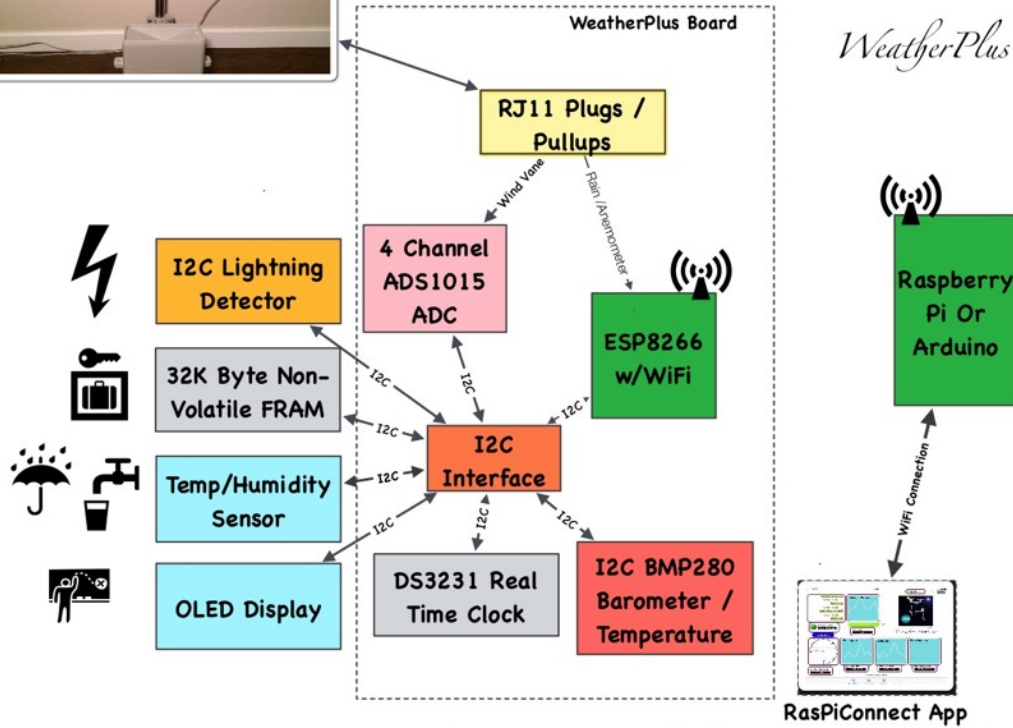 WeatherPlus Board
WeatherPlus
RJ11 Plugs /
Pullups
Wind Vane
Rain /Anemometer
4 Channel
ADS1015
ADC
I2C Lightning
Detector
ESP8266
w/WiFi
Raspberry
Pi Or
Arduino
32K Byte Non-
Volatile FRAM
I2C
I2C
I2C
I2C
I2C
Interface
Temp/Humidity
Sensor
I2C
I2C
I2C
I2C
WiFi Connection
OLED Display
DS3231 Real
Time Clock
I2C BMP280
Barometer /
Temperature
RasPiConnect App